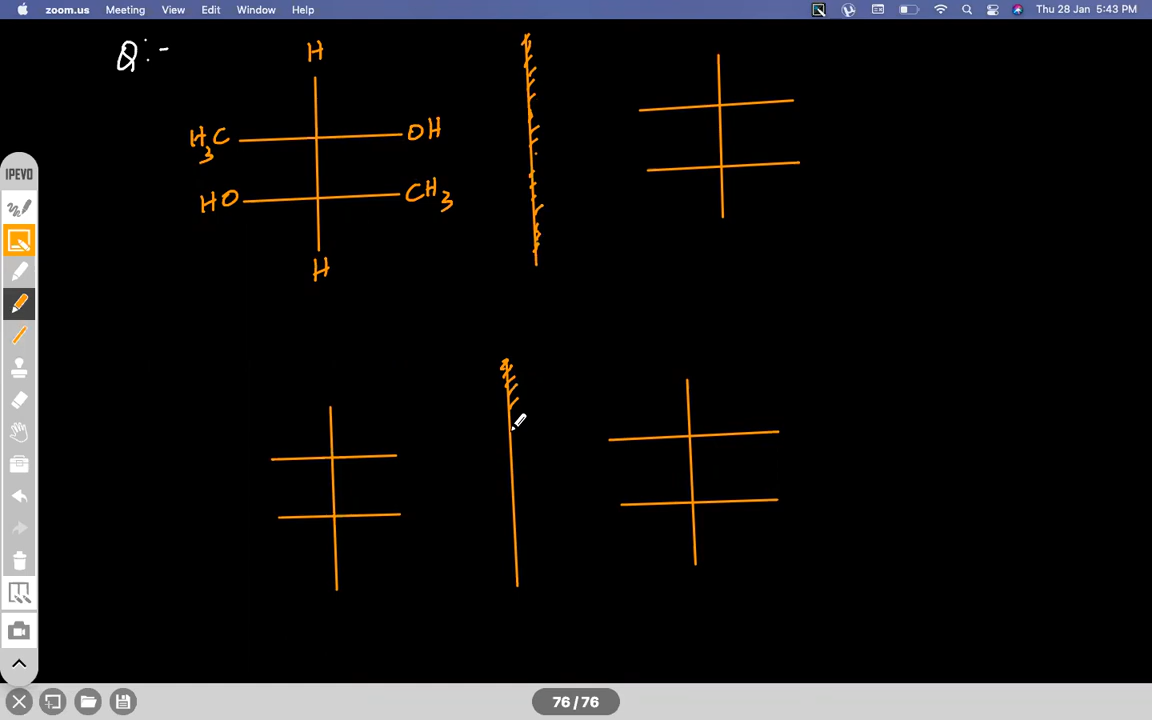 zoom.us Meeting View Edit Window Help Thu 28 Jan 5:43 PM
Q:-
H
H3C OH
HO CH3
H
IPEVO
76 / 76